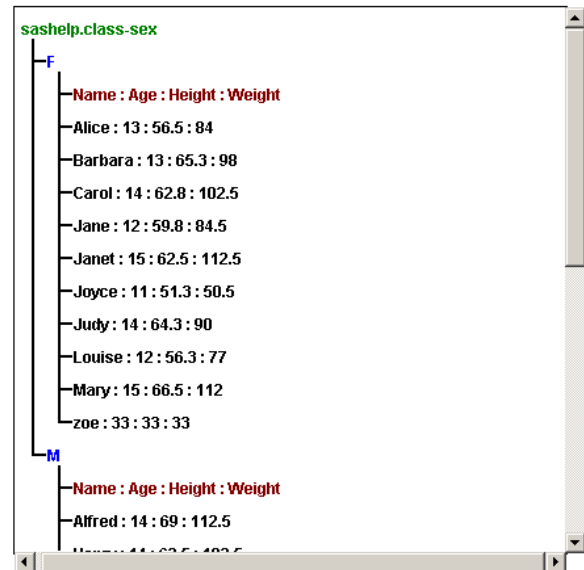 sashelp.class-sex
F
Name : Age : Height : Weight
Alice : 13 : 56.5 : 84
Barbara : 13 : 65.3 : 98
Carol : 14 : 62.8 : 102.5
Jane : 12 : 59.8 : 84.5
Janet : 15 : 62.5 : 112.5
Joyce : 11 : 51.3 : 50.5
Judy : 14 : 64.3 : 90
Louise : 12 : 56.3 : 77
Mary : 15 : 66.5 : 112
zoe : 33 : 33 : 33
M
Name : Age : Height : Weight
Alfred : 14 : 69 : 112.5